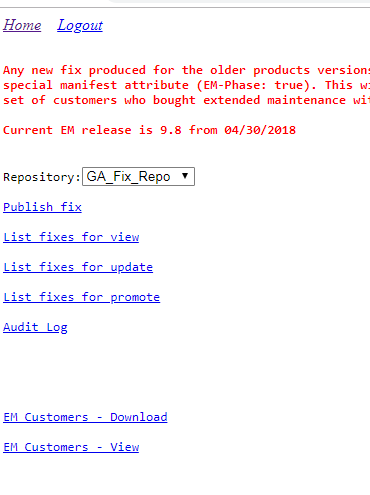 Home Logout
Any new fix produced for the older products versions
special manifest attribute (EM-Phase: true). This wi
set of customers who bought extended maintenance wit
Current EM release is 9.8 from 04/30/2018
Repository: GA_Fix_Repo
Publish fix
List fixes for view
List fixes for update
List fixes for promote
Audit Log
EM Customers - Download
EM Customers - View